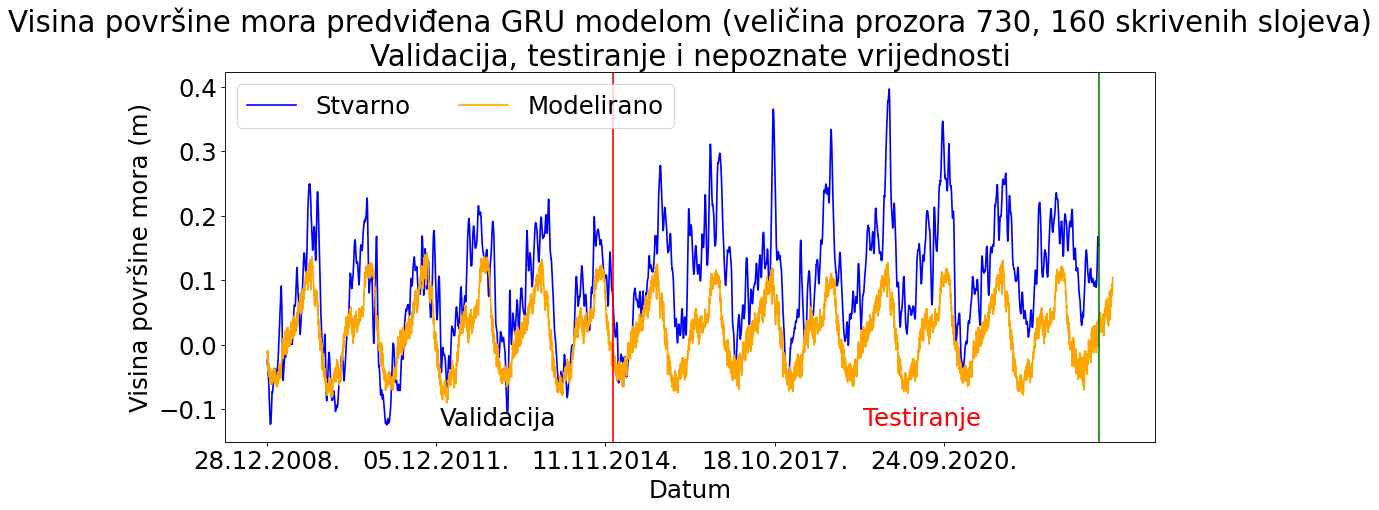 Visina površine mora predviđena GRU modelom (veličina prozora 730, 160 skrivenih slojeva)
Validacija, testiranje i nepoznate vrijednosti
Stvarno Modelirano
Visina površine mora (m)
0.4
0.3
0.2
0.1
0.0
−0.1
Validacija Testiranje
28.12.2008. 05.12.2011. 11.11.2014. 18.10.2017. 24.09.2020.
Datum